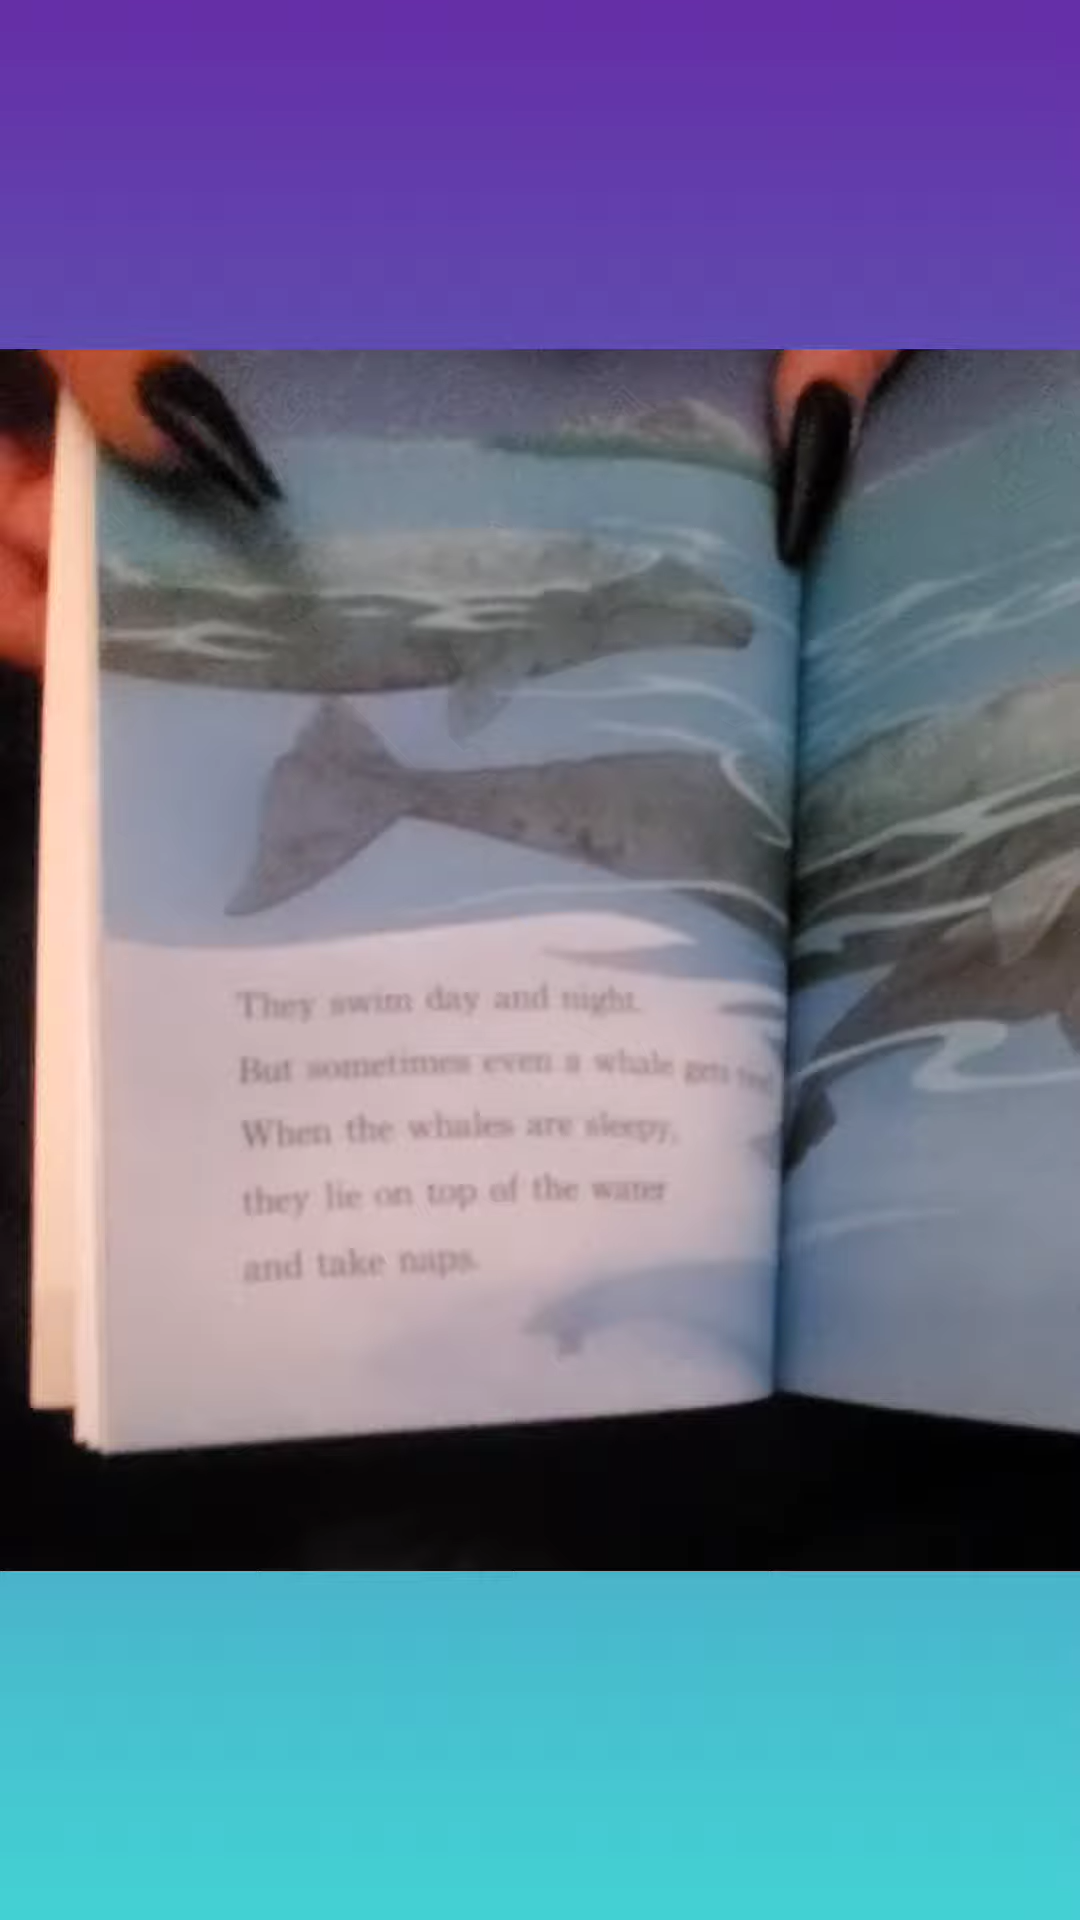 They swim day and night.
But sometimes even a whale gets
When the whales are sleepy,
they lie on top of the water
and take naps.